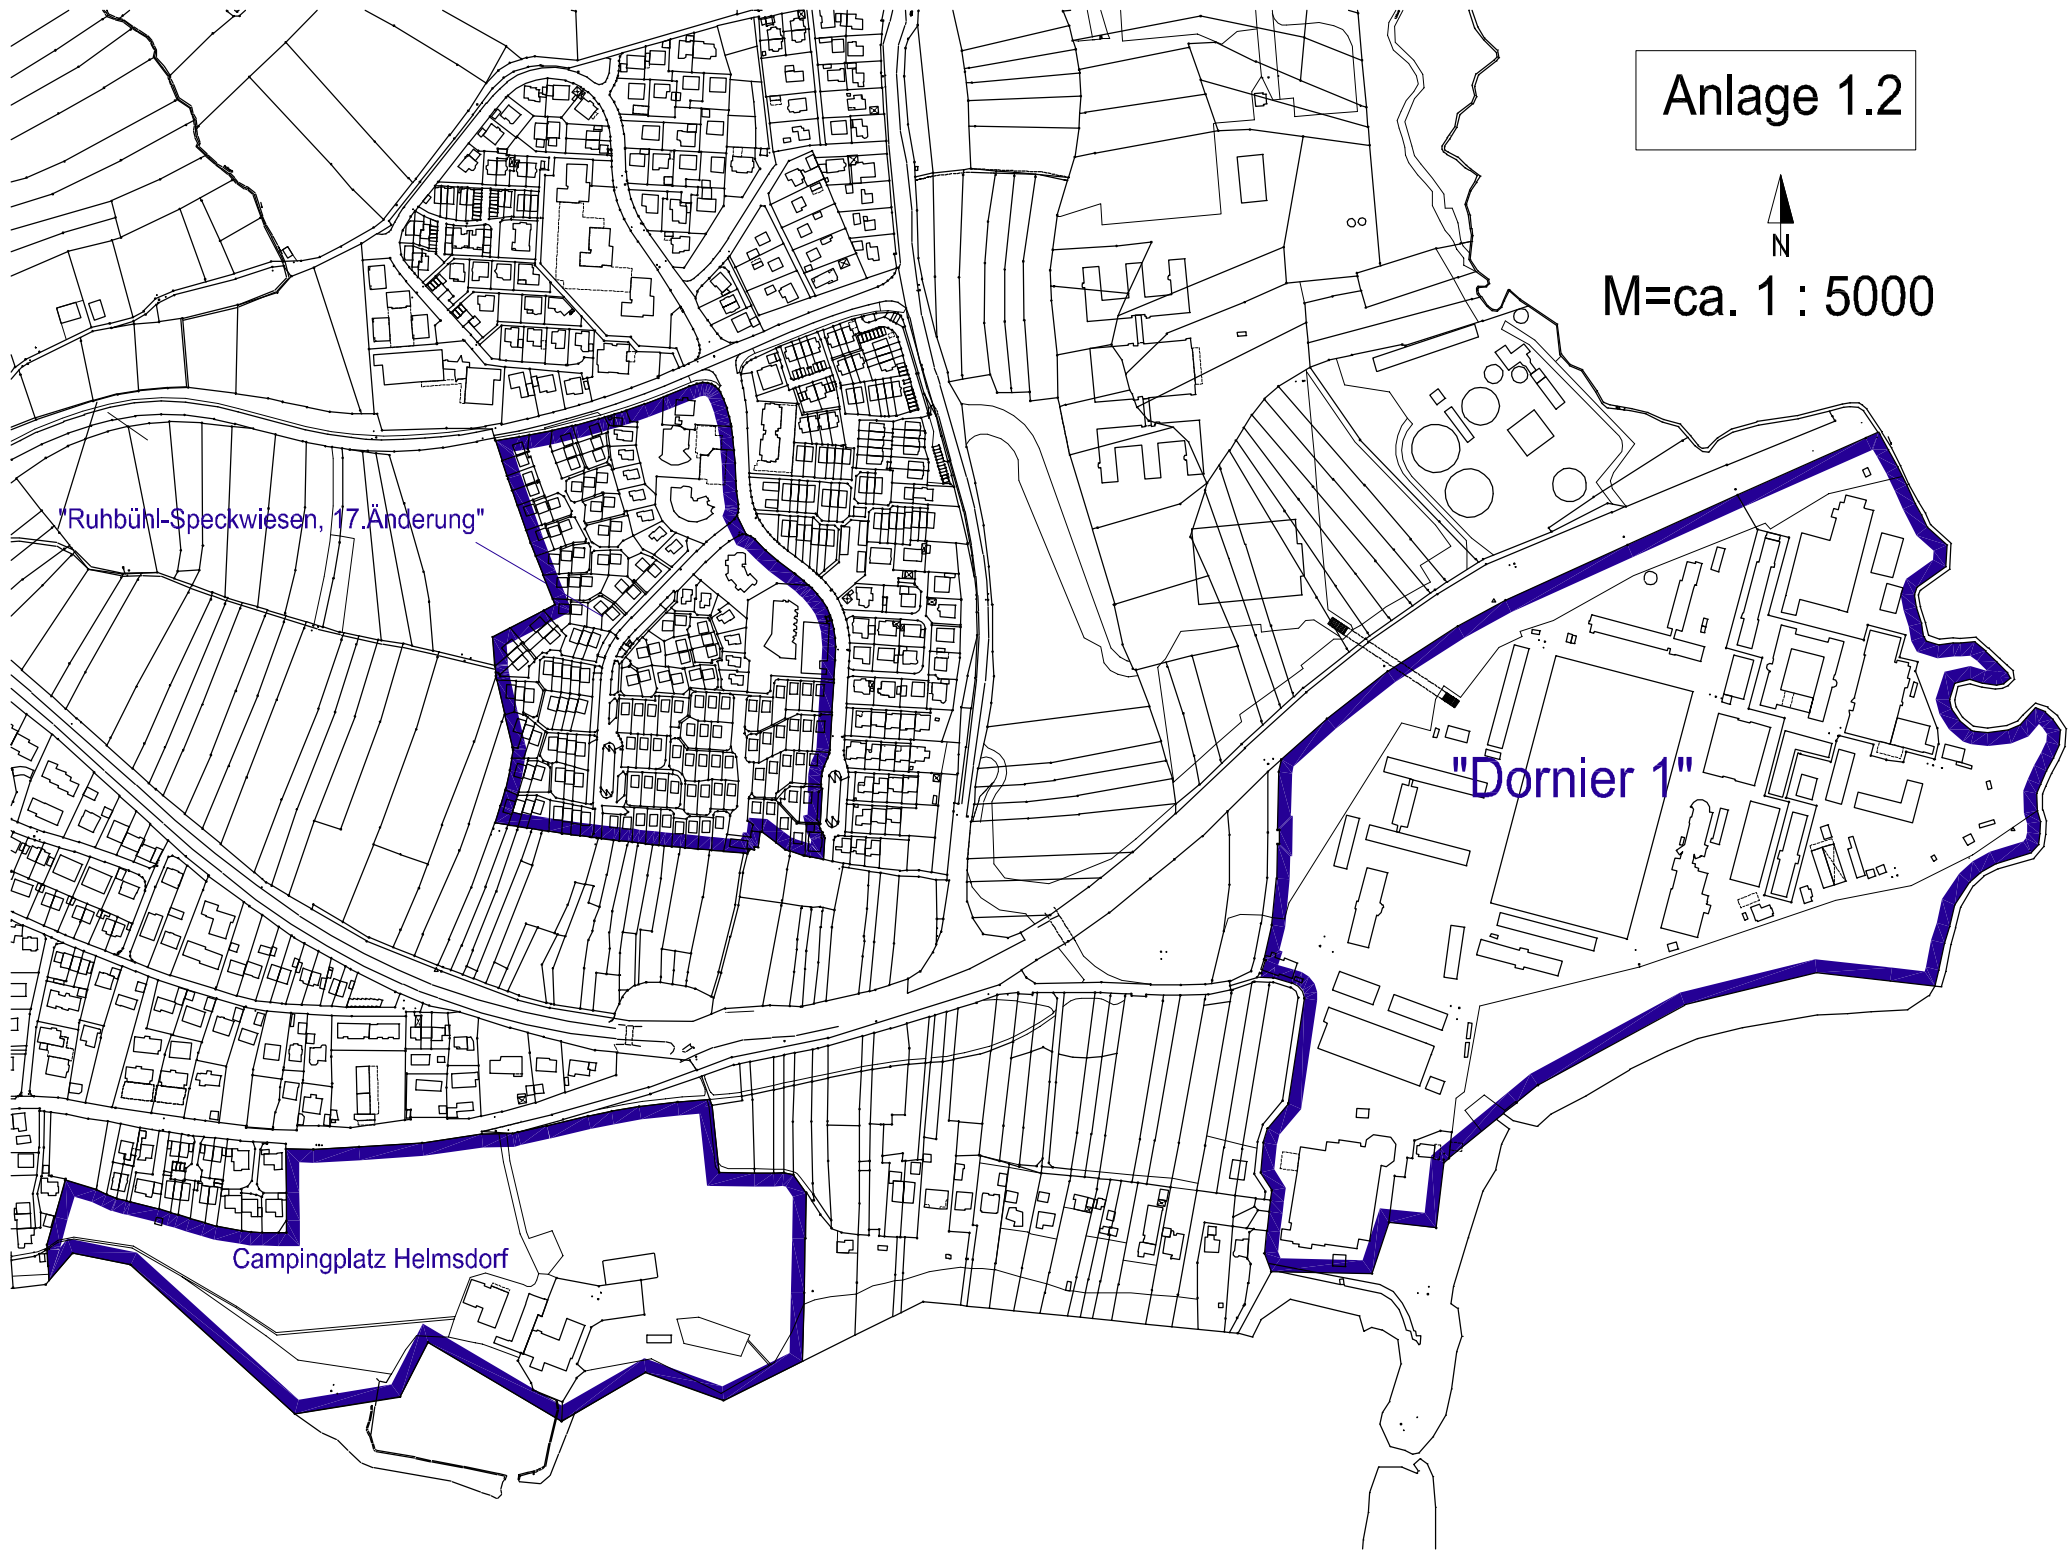 Anlage 1.2
N
M=ca. 1 : 5000
"Ruhbühl-Speckwiesen, 17.Änderung"
"Dornier 1"
Campingplatz Helmsdorf